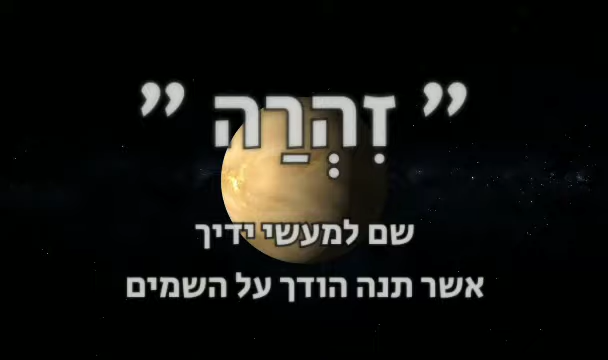 ” זִהֶרַה ”
שם למעשי ידיך
אשר תנה הודך על השמים